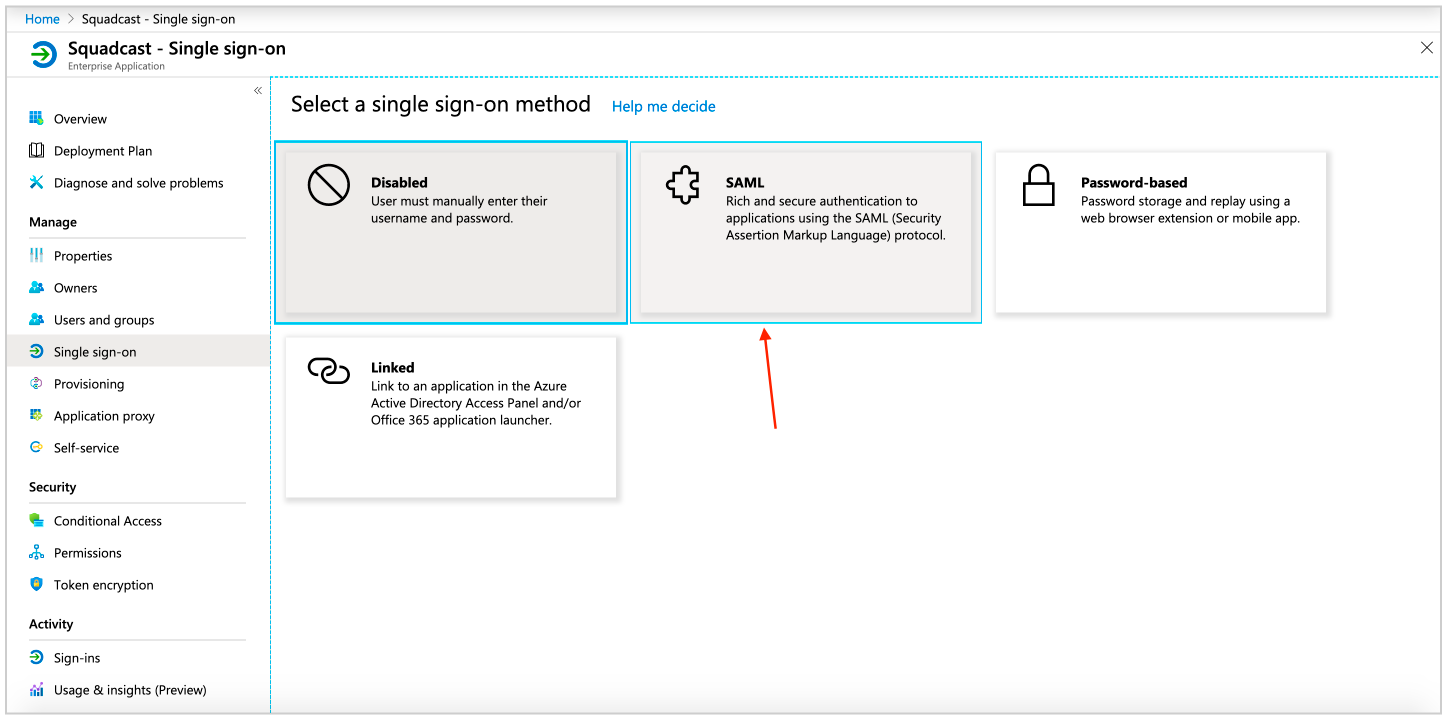 Home > Squadcast - Single sign-on
Squadcast - Single sign-on
Enterprise Application
Overview
Deployment Plan
Diagnose and solve problems
Manage
Properties
Owners
Users and groups
Single sign-on
Provisioning
Application proxy
Self-service
Security
Conditional Access
Permissions
Token encryption
Activity
Sign-ins
Usage & insights (Preview)
Select a single sign-on method
Help me decide
Disabled
User must manually enter their
username and password.
SAML
Rich and secure authentication to
applications using the SAML (Security
Assertion Markup Language) protocol.
Password-based
Password storage and replay using a
web browser extension or mobile app.
Linked
Link to an application in the Azure
Active Directory Access Panel and/or
Office 365 application launcher.